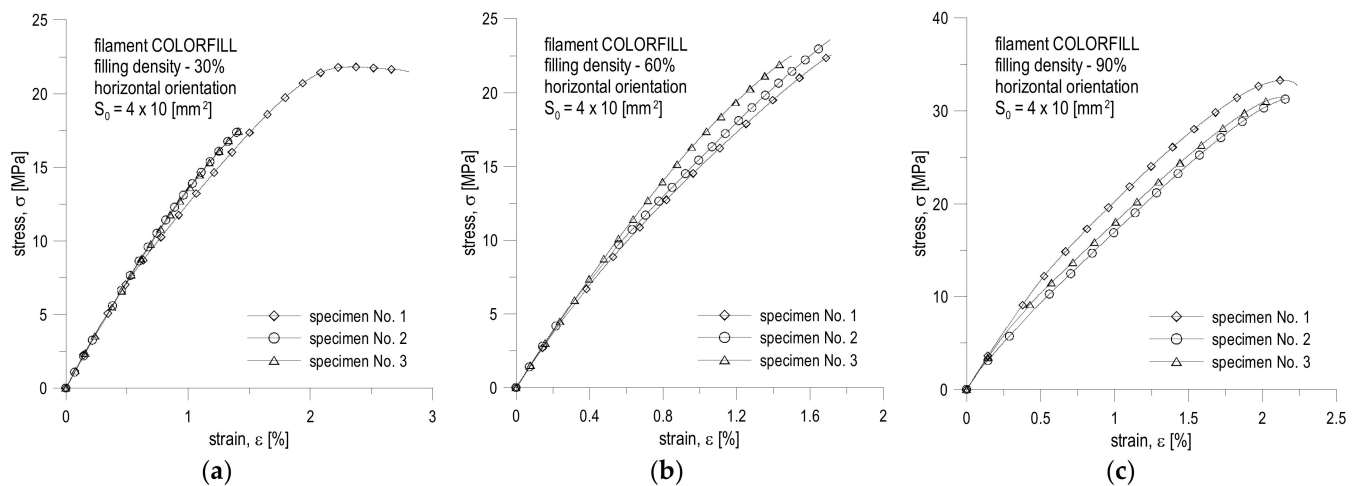 25
20
15
10
5
0
stress, σ [MPa]
filament COLORFILL
filling density - 30%
horizontal orientation
S₀ = 4 x 10 [mm²]
specimen No. 1
specimen No. 2
specimen No. 3
0 1 2 3
strain, ε [%]
(a)
25
20
15
10
5
0
stress, σ [MPa]
filament COLORFILL
filling density - 60%
horizontal orientation
S₀ = 4 x 10 [mm²]
specimen No. 1
specimen No. 2
specimen No. 3
0 0.4 0.8 1.2 1.6 2
strain, ε [%]
(b)
40
30
20
10
0
stress, σ [MPa]
filament COLORFILL
filling density - 90%
horizontal orientation
S₀ = 4 x 10 [mm²]
specimen No. 1
specimen No. 2
specimen No. 3
0 0.5 1 1.5 2 2.5
strain, ε [%]
(c)